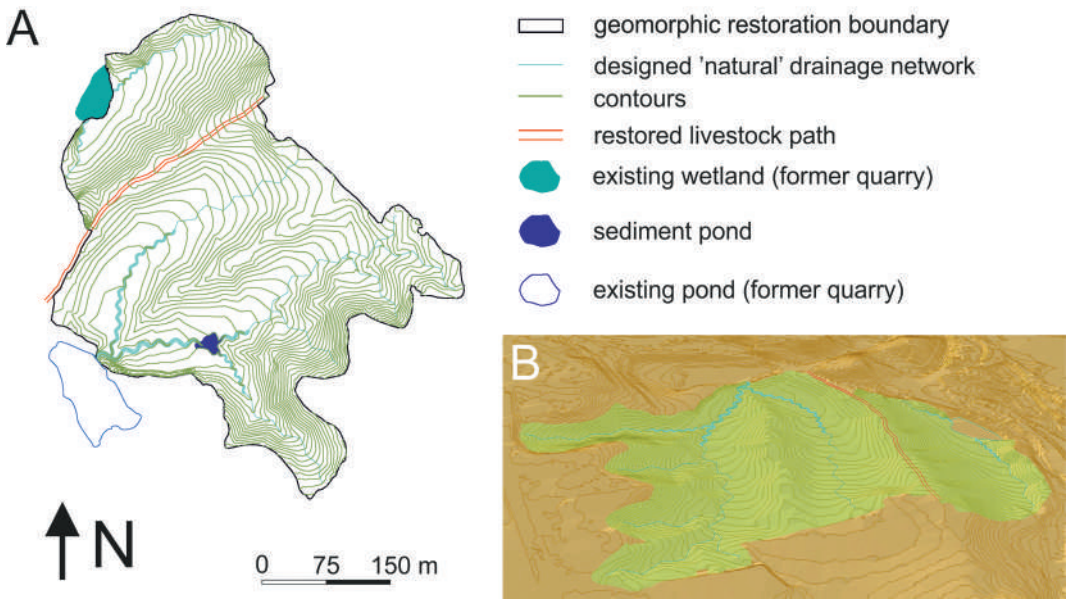 A
geomorphic restoration boundary
designed 'natural' drainage network
contours
restored livestock path
existing wetland (former quarry)
sediment pond
existing pond (former quarry)
N
0 75 150 m
B